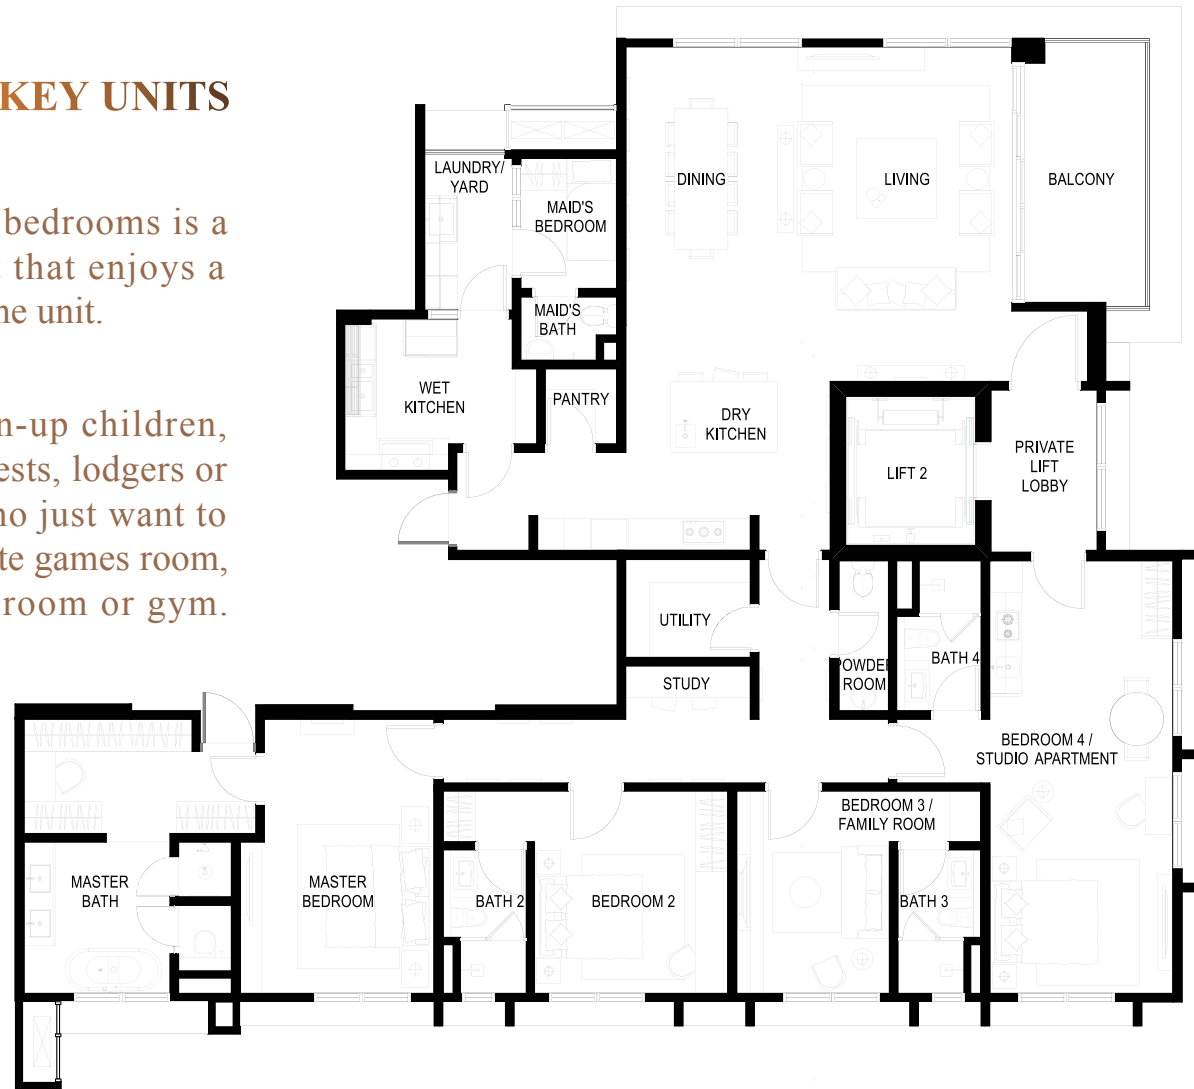 KEY UNITS
bedrooms is a
that enjoys a
ne unit.
n-up children,
ests, lodgers or
no just want to
te games room,
room or gym.
LAUNDRY/
YARD
MAID'S
BEDROOM
MAID'S
BATH
WET
KITCHEN
PANTRY
DINING
LIVING
BALCONY
DRY
KITCHEN
LIFT 2
PRIVATE
LIFT
LOBBY
UTILITY
STUDY
POWDER
ROOM
BATH 4
BEDROOM 4 /
STUDIO APARTMENT
BEDROOM 3 /
FAMILY ROOM
MASTER
BATH
MASTER
BEDROOM
BATH 2
BEDROOM 2
BATH 3